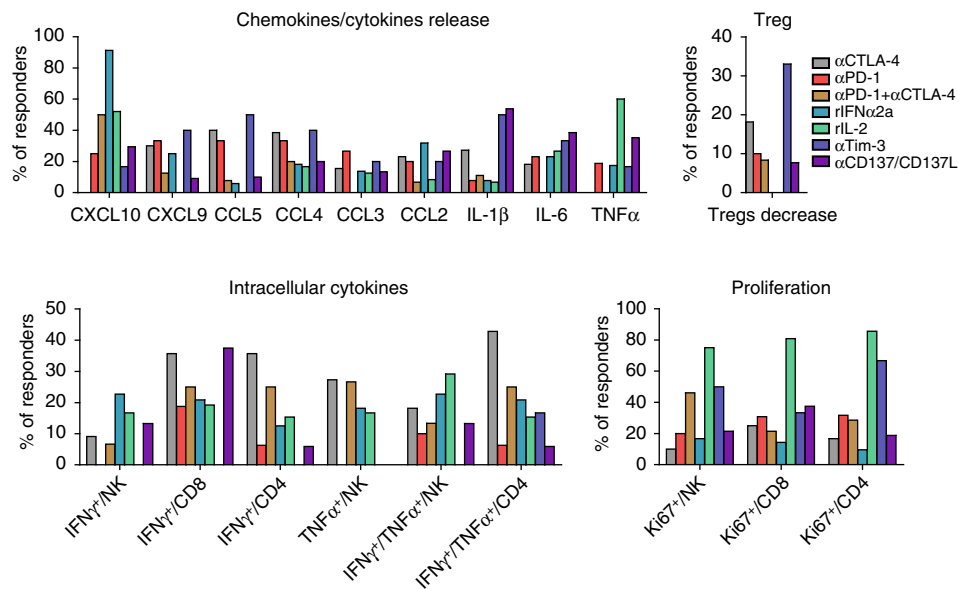 Chemokines/cytokines release
% of responders
100
80
60
40
20
0
CXCL10 CXCL9 CCL5 CCL4 CCL3 CCL2 IL-1β IL-6 TNFα
Treg
% of responders
40
30
20
10
0
Tregs decrease
αCTLA-4
αPD-1
αPD-1+αCTLA-4
rIFNα2a
rIL-2
αTim-3
αCD137/CD137L
Intracellular cytokines
% of responders
50
40
30
20
10
0
IFNγ⁺/NK
IFNγ⁺/CD8
IFNγ⁺/CD4
TNFα⁺/NK
IFNγ⁺/TNFα⁺/NK
IFNγ⁺/TNFα⁺/CD4
Proliferation
% of responders
100
80
60
40
20
0
Ki67⁺/NK
Ki67⁺/CD8
Ki67⁺/CD4